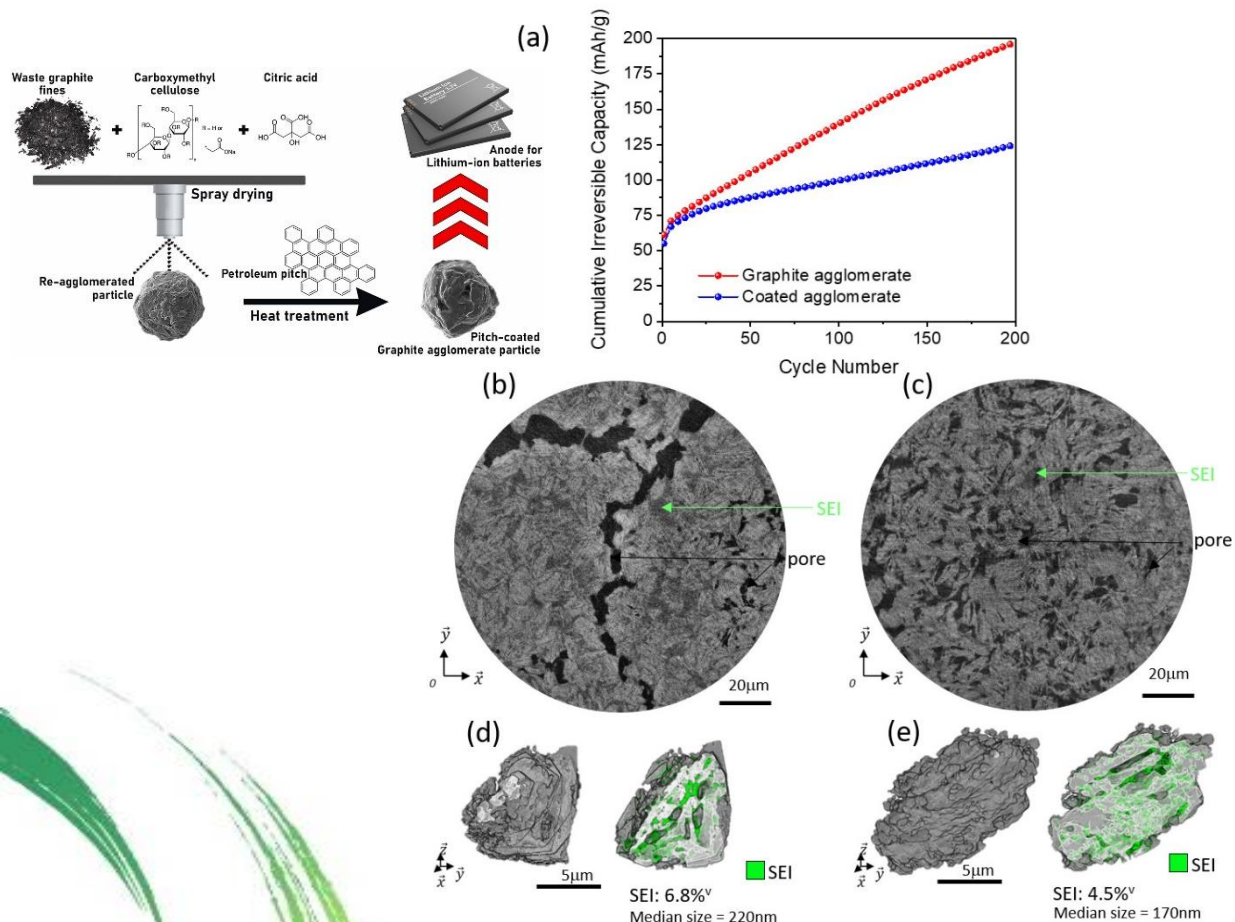 (a)
Waste graphite
fines
+
Carboxymethyl
cellulose
+
Citric acid
R = H or
Spray drying
Re-agglomerated
particle
Petroleum pitch
Heat treatment
Pitch-coated
Graphite agglomerate particle
Anode for
Lithium-ion batteries
Cumulative Irreversible Capacity (mAh/g)
200
175
150
125
100
75
50
25
0
0 50 100 150 200
Cycle Number
Graphite agglomerate
Coated agglomerate
(b)
(c)
SEI
pore
SEI
pore
y
x
o
20μm
y
x
o
20μm
(d)
z
y
x
5μm
SEI
SEI: 6.8%v
Median size = 220nm
(e)
z
y
x
5μm
SEI
SEI: 4.5%v
Median size = 170nm